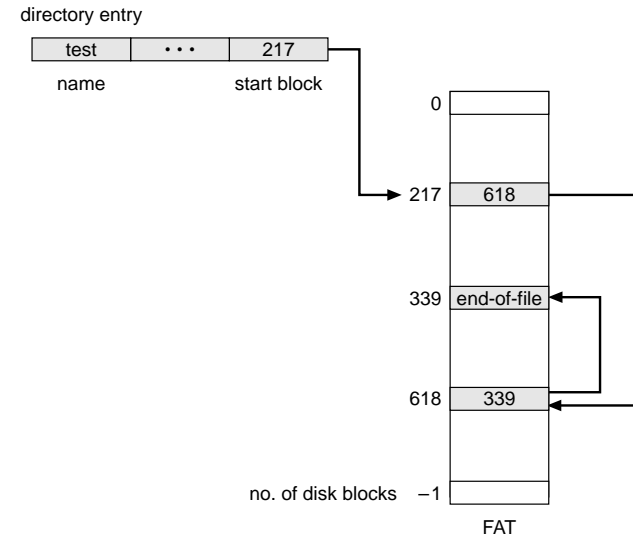 directory entry
test ... 217
name start block
0
217 618
339 end-of-file
618 339
no. of disk blocks –1
FAT